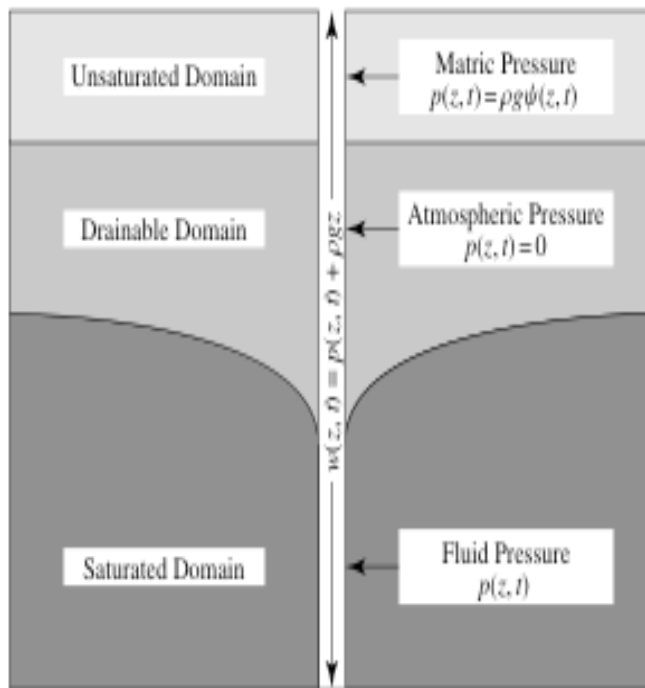 Unsaturated Domain
Matric Pressure
p(z,t)=ρgψ(z,t)
Drainable Domain
Atmospheric Pressure
p(z,t)=0
w(z, t) = p(z, t) + ρgz
Saturated Domain
Fluid Pressure
p(z,t)